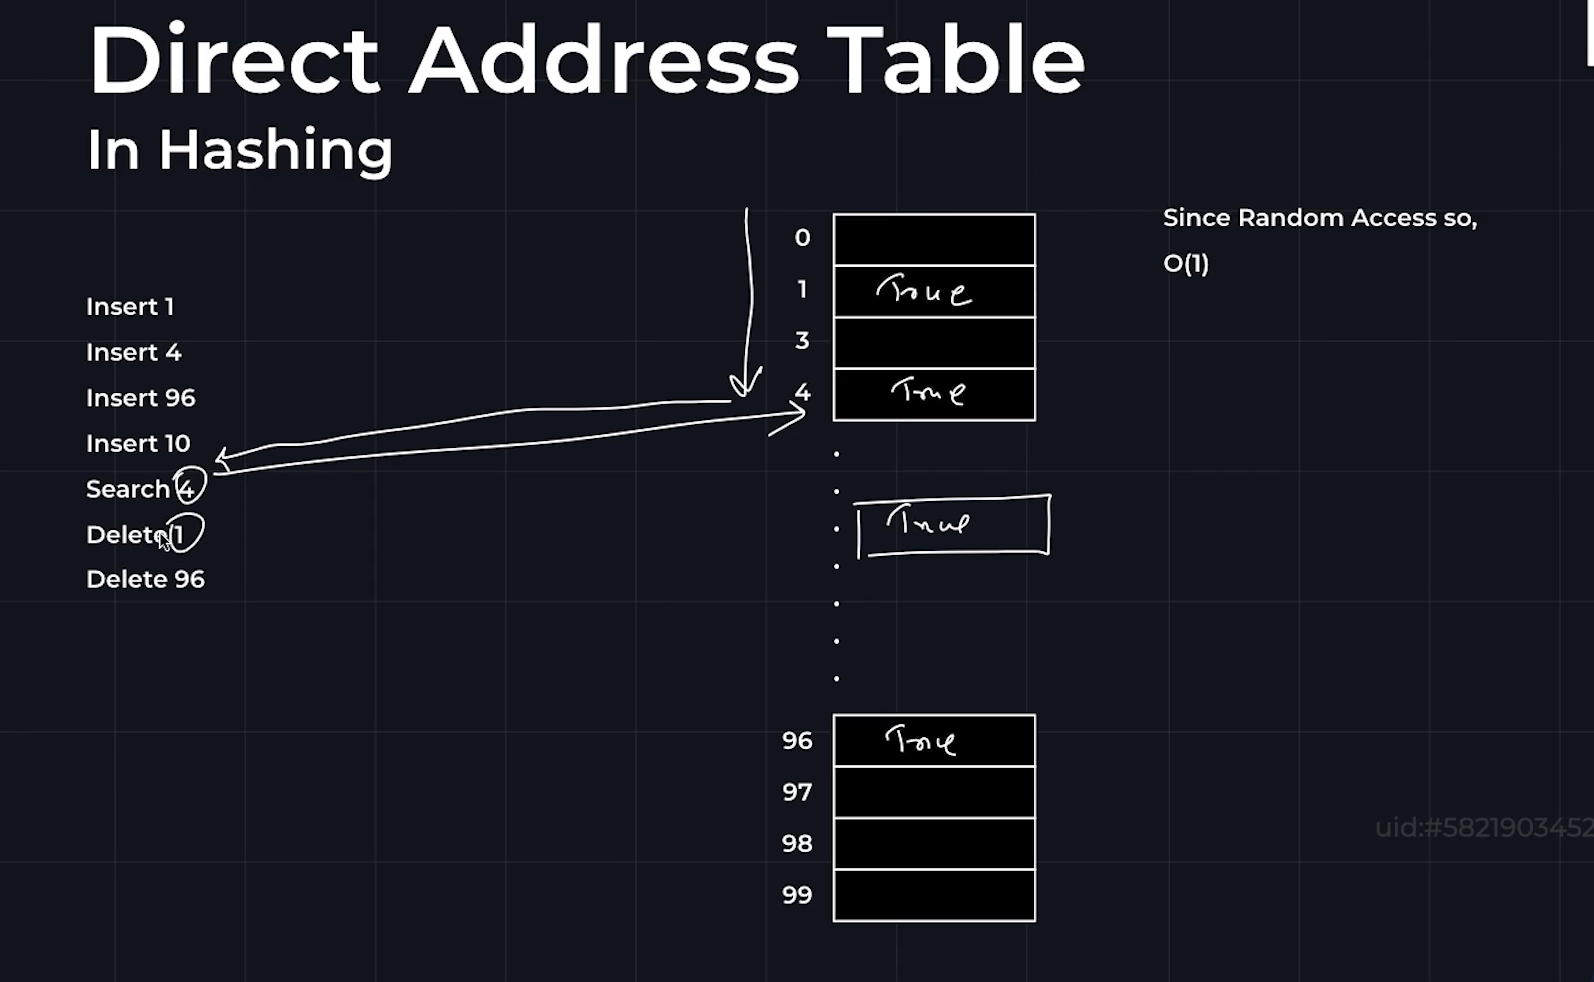 Direct Address Table
In Hashing
Since Random Access so,
O(1)
Insert 1
Insert 4
Insert 96
Insert 10
Search 4
Delete 1
Delete 96
0
1 True
3
4 True
True
96 True
97
98
99
uid:#5821903452